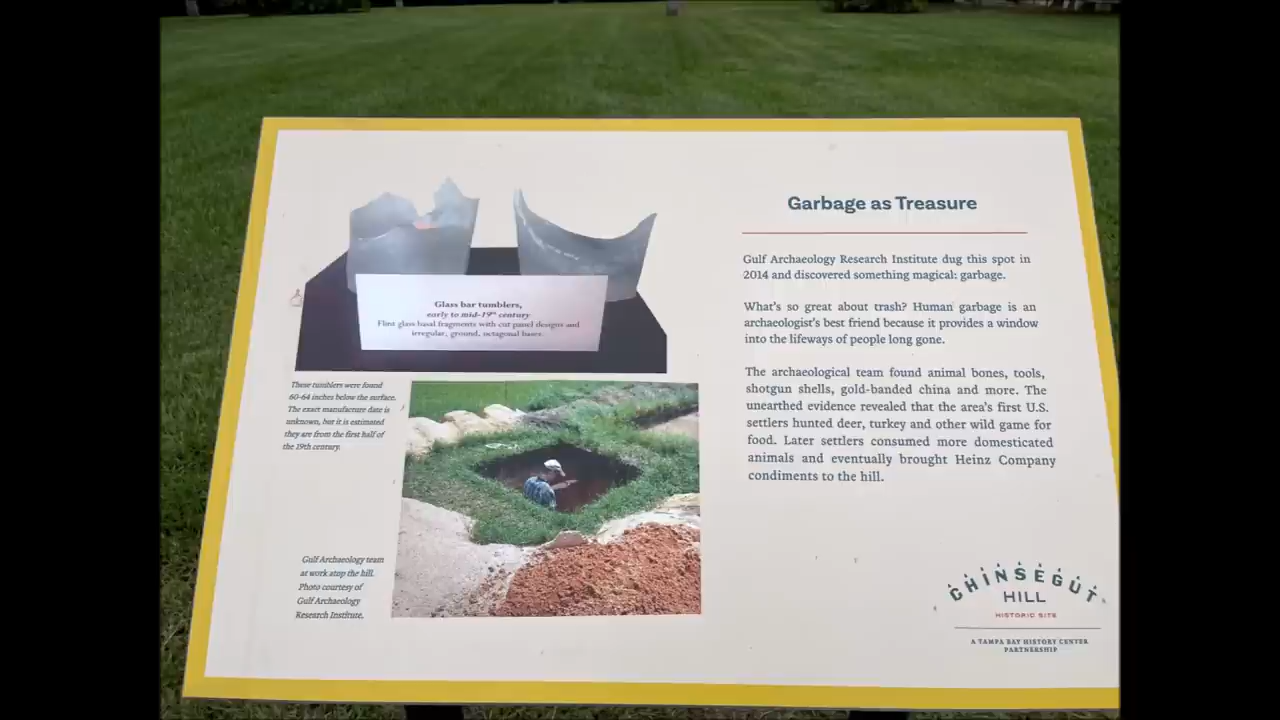 Glass bar tumblers,
early to mid-19th century
Flint glass basal fragments with cut panel designs and
irregular, ground, octagonal bases.
These tumblers were found
60-64 inches below the surface.
The exact manufacture date is
unknown, but it is estimated
they are from the first half of
the 19th century.
Gulf Archaeology team
at work atop the hill.
Photo courtesy of
Gulf Archaeology
Research Institute.
Garbage as Treasure
Gulf Archaeology Research Institute dug this spot in
2014 and discovered something magical: garbage.
What's so great about trash? Human garbage is an
archaeologist's best friend because it provides a window
into the lifeways of people long gone.
The archaeological team found animal bones, tools,
shotgun shells, gold-banded china and more. The
unearthed evidence revealed that the area's first U.S.
settlers hunted deer, turkey and other wild game for
food. Later settlers consumed more domesticated
animals and eventually brought Heinz Company
condiments to the hill.
CHINSEGUT
HILL
HISTORIC SITE
A TAMPA BAY HISTORY CENTER
PARTNERSHIP